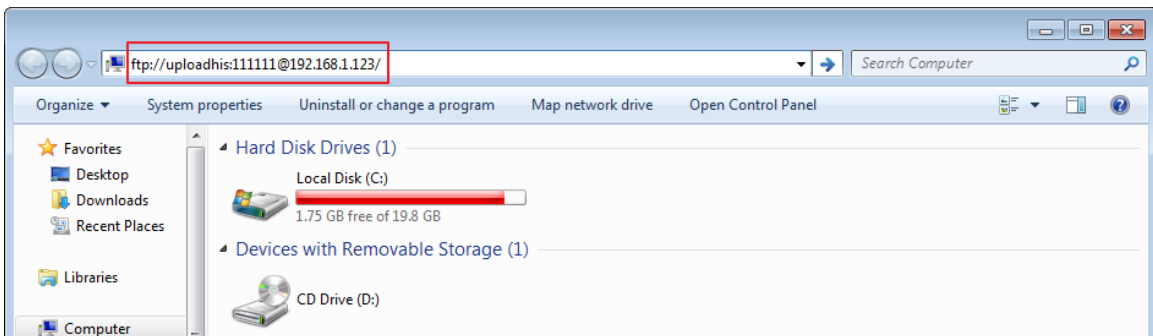 ftp://uploadhis:111111@192.168.1.123/
Search Computer
Organize
System properties
Uninstall or change a program
Map network drive
Open Control Panel
Favorites
Desktop
Downloads
Recent Places
Libraries
Computer
Hard Disk Drives (1)
Local Disk (C:)
1.75 GB free of 19.8 GB
Devices with Removable Storage (1)
CD Drive (D:)